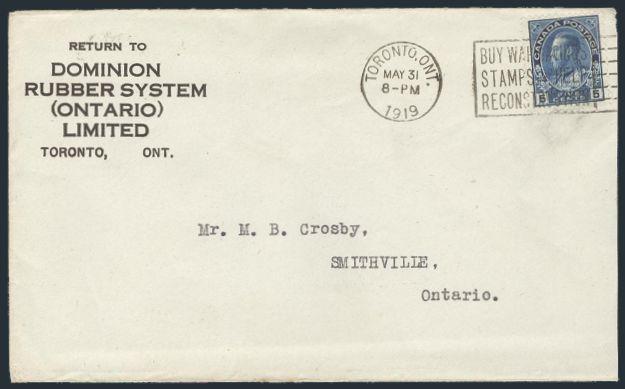 RETURN TO
DOMINION
RUBBER SYSTEM
(ONTARIO)
LIMITED
TORONTO, ONT.
TORONTO, ONT.
MAY 31
8-PM
1919
BUY WAR
STAMPS
RECONS
CANADA POSTAGE
5 5
Mr. M. B. Crosby,
SMITHVILLE,
Ontario.